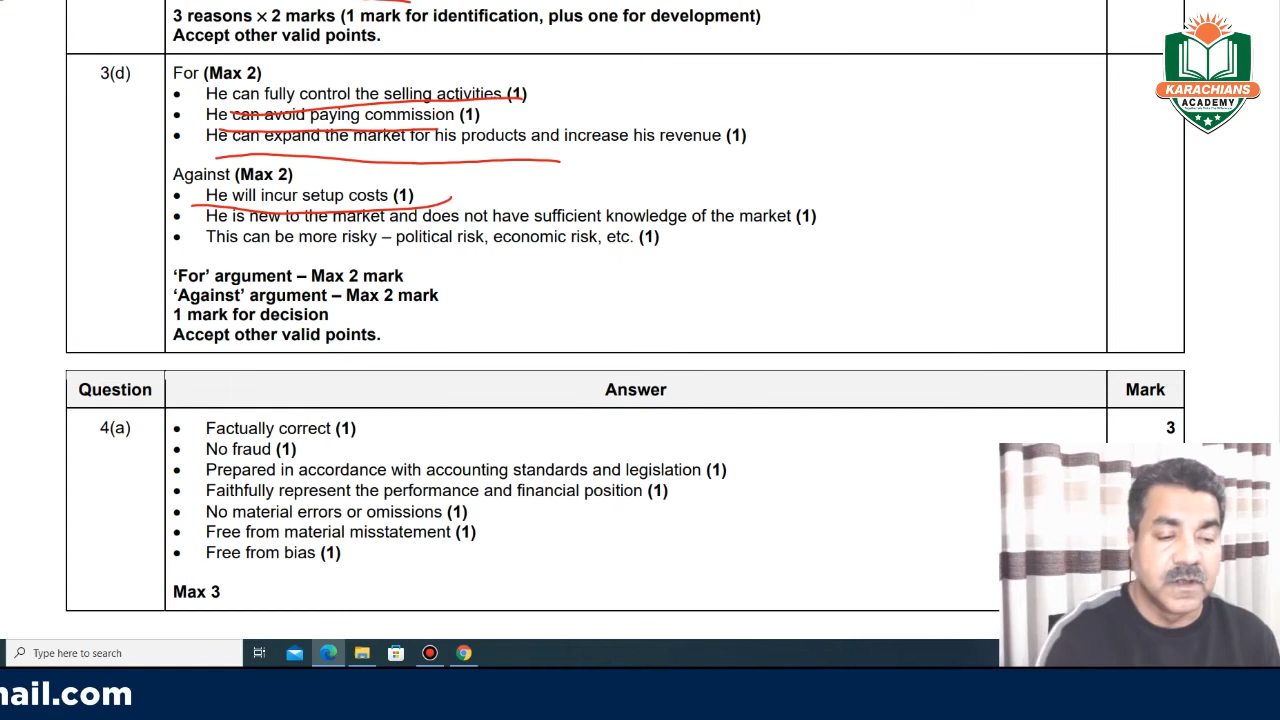 3 reasons × 2 marks (1 mark for identification, plus one for development)
Accept other valid points.
3(d)
For (Max 2)
• He can fully control the selling activities (1)
• He can avoid paying commission (1)
• He can expand the market for his products and increase his revenue (1)
Against (Max 2)
• He will incur setup costs (1)
• He is new to the market and does not have sufficient knowledge of the market (1)
• This can be more risky – political risk, economic risk, etc. (1)
‘For’ argument – Max 2 mark
‘Against’ argument – Max 2 mark
1 mark for decision
Accept other valid points.
Question Answer Mark
4(a)
• Factually correct (1) 3
• No fraud (1)
• Prepared in accordance with accounting standards and legislation (1)
• Faithfully represent the performance and financial position (1)
• No material errors or omissions (1)
• Free from material misstatement (1)
• Free from bias (1)
Max 3
KARACHIANS
ACADEMY
Type here to search
mail.com